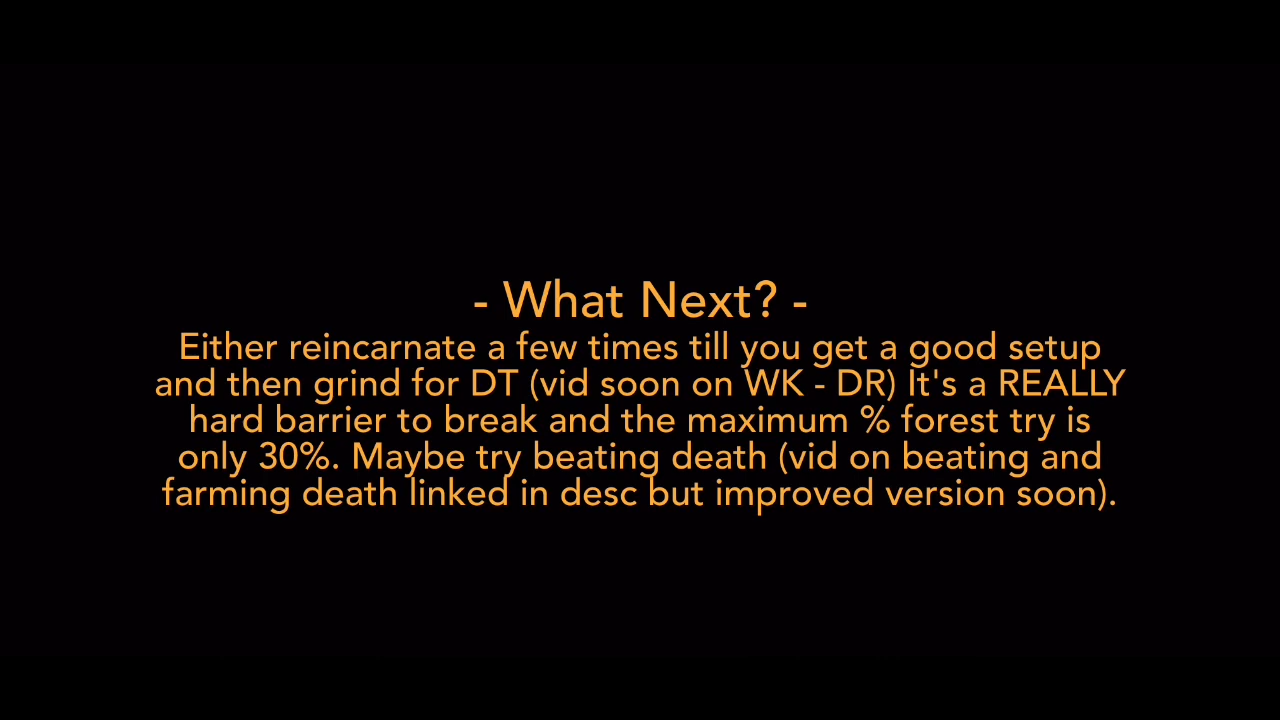 - What Next? -
Either reincarnate a few times till you get a good setup
and then grind for DT (vid soon on WK - DR) It's a REALLY
hard barrier to break and the maximum % forest try is
only 30%. Maybe try beating death (vid on beating and
farming death linked in desc but improved version soon).